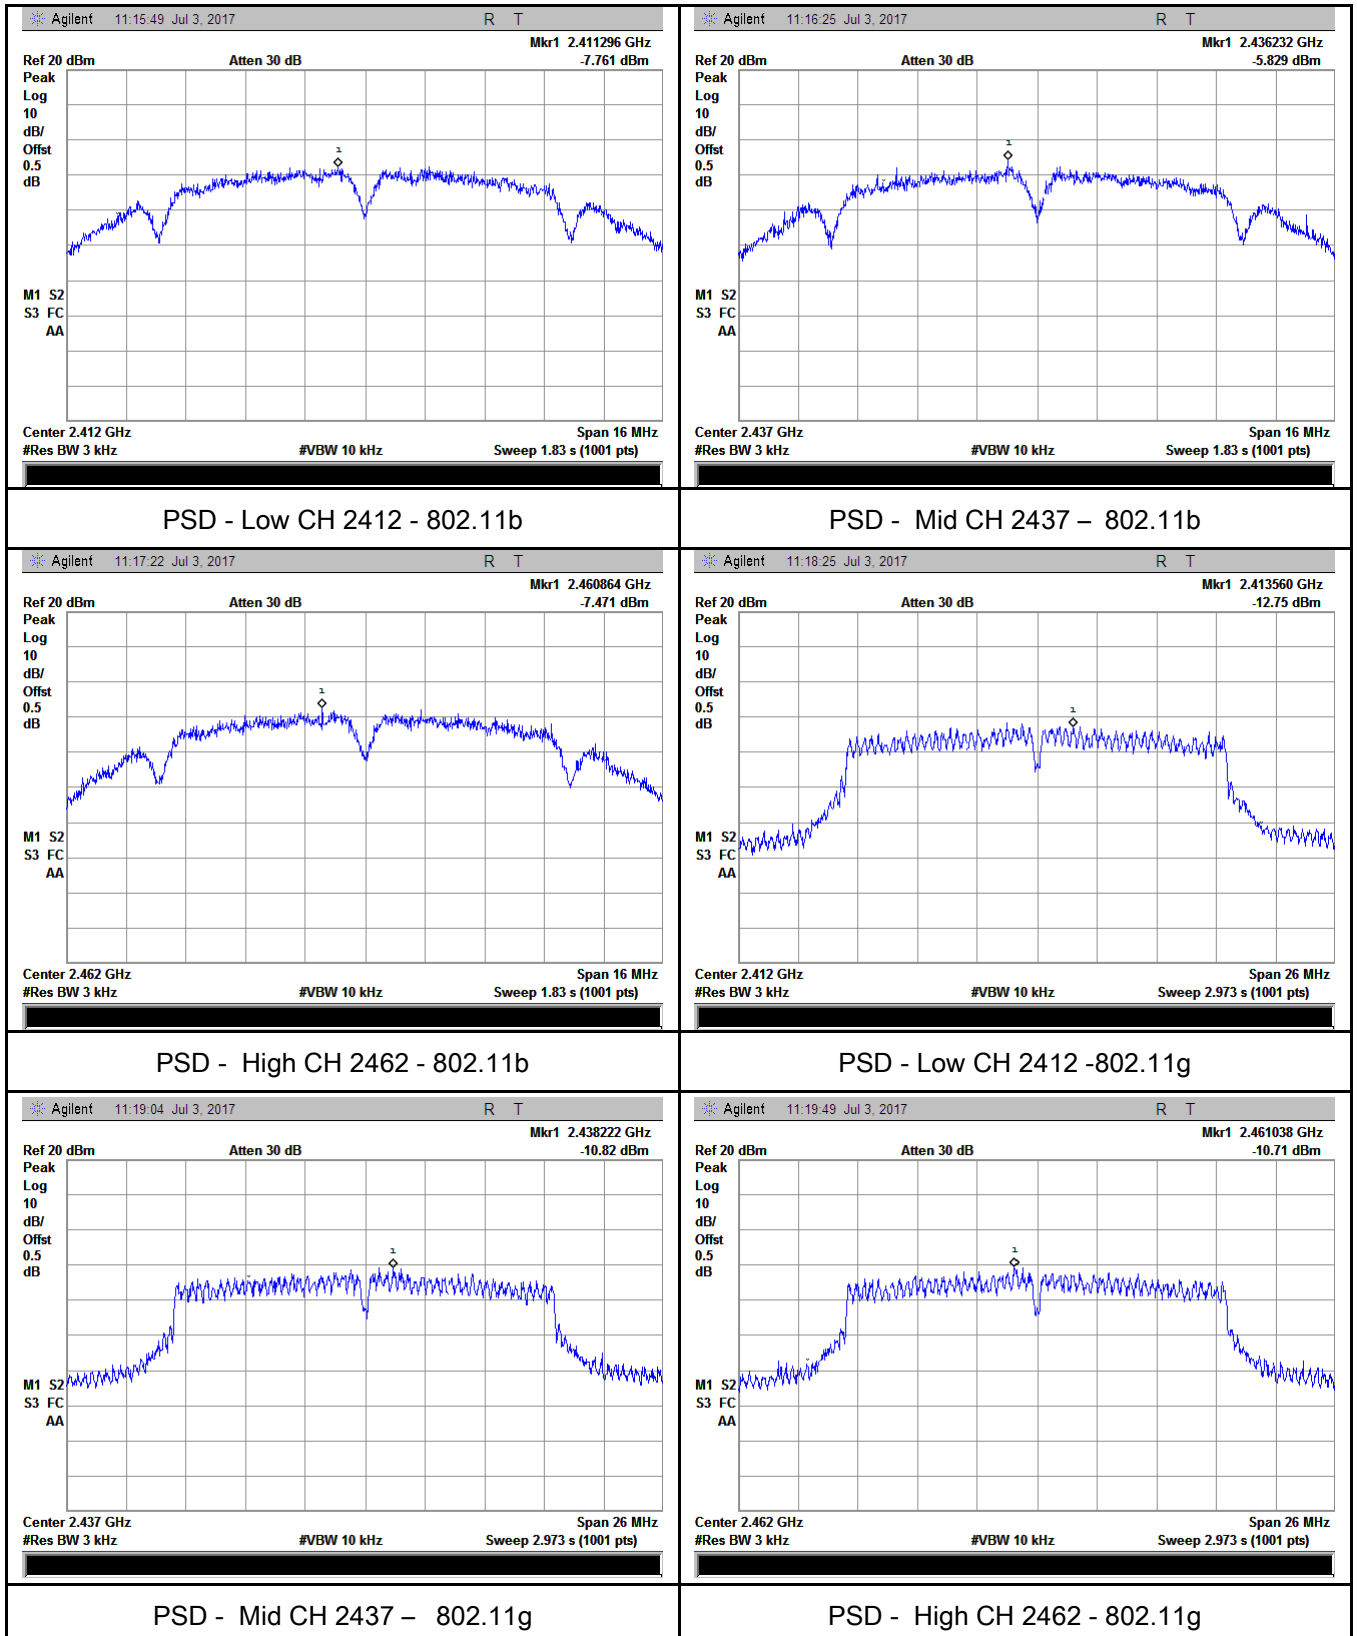 Agilent 11:15:49 Jul 3, 2017 R T
Mkr1 2.411296 GHz
Ref 20 dBm Atten 30 dB -7.761 dBm
Peak
Log
10
dB/
Offst
0.5
dB
1
M1 S2
S3 FC
AA
Center 2.412 GHz Span 16 MHz
#Res BW 3 kHz #VBW 10 kHz Sweep 1.83 s (1001 pts)
PSD - Low CH 2412 - 802.11b
Agilent 11:16:25 Jul 3, 2017 R T
Mkr1 2.436232 GHz
Ref 20 dBm Atten 30 dB -5.829 dBm
Peak
Log
10
dB/
Offst
0.5
dB
1
M1 S2
S3 FC
AA
Center 2.437 GHz Span 16 MHz
#Res BW 3 kHz #VBW 10 kHz Sweep 1.83 s (1001 pts)
PSD - Mid CH 2437 – 802.11b
Agilent 11:17:22 Jul 3, 2017 R T
Mkr1 2.460864 GHz
Ref 20 dBm Atten 30 dB -7.471 dBm
Peak
Log
10
dB/
Offst
0.5
dB
1
M1 S2
S3 FC
AA
Center 2.462 GHz Span 16 MHz
#Res BW 3 kHz #VBW 10 kHz Sweep 1.83 s (1001 pts)
PSD - High CH 2462 - 802.11b
Agilent 11:18:25 Jul 3, 2017 R T
Mkr1 2.413560 GHz
Ref 20 dBm Atten 30 dB -12.75 dBm
Peak
Log
10
dB/
Offst
0.5
dB
1
M1 S2
S3 FC
AA
Center 2.412 GHz Span 26 MHz
#Res BW 3 kHz #VBW 10 kHz Sweep 2.973 s (1001 pts)
PSD - Low CH 2412 -802.11g
Agilent 11:19:04 Jul 3, 2017 R T
Mkr1 2.438222 GHz
Ref 20 dBm Atten 30 dB -10.82 dBm
Peak
Log
10
dB/
Offst
0.5
dB
1
M1 S2
S3 FC
AA
Center 2.437 GHz Span 26 MHz
#Res BW 3 kHz #VBW 10 kHz Sweep 2.973 s (1001 pts)
PSD - Mid CH 2437 – 802.11g
Agilent 11:19:49 Jul 3, 2017 R T
Mkr1 2.461038 GHz
Ref 20 dBm Atten 30 dB -10.71 dBm
Peak
Log
10
dB/
Offst
0.5
dB
1
M1 S2
S3 FC
AA
Center 2.462 GHz Span 26 MHz
#Res BW 3 kHz #VBW 10 kHz Sweep 2.973 s (1001 pts)
PSD - High CH 2462 - 802.11g